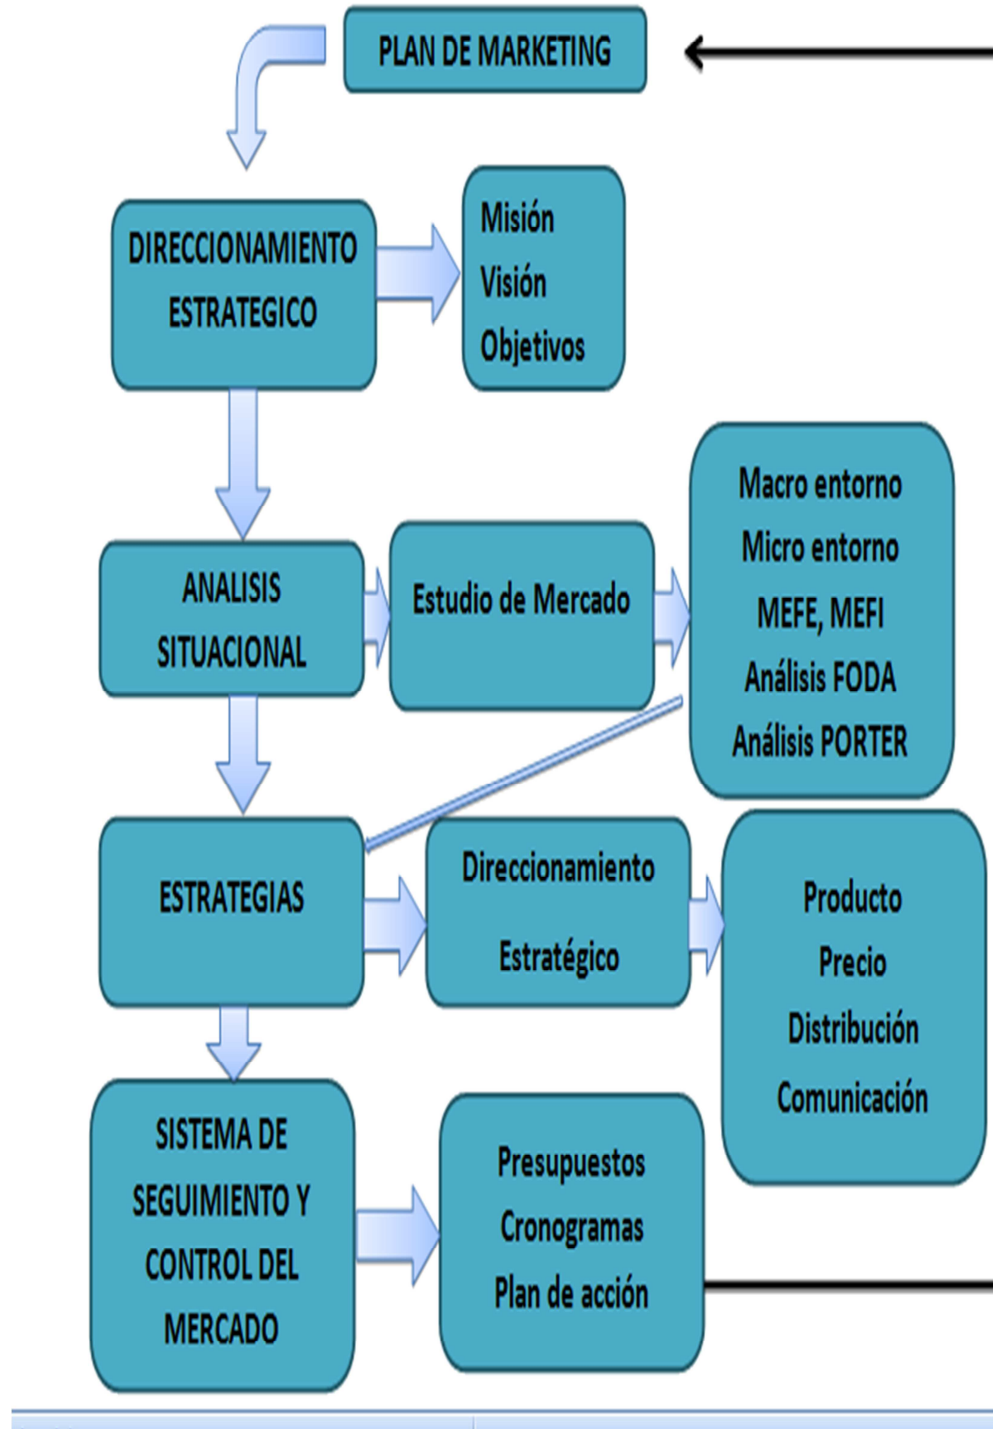 PLAN DE MARKETING
DIRECCIONAMIENTO
ESTRATEGICO
Misión
Visión
Objetivos
ANALISIS
SITUACIONAL
Estudio de Mercado
Macro entorno
Micro entorno
MEFE, MEFI
Análisis FODA
Análisis PORTER
ESTRATEGIAS
Direccionamiento
Estratégico
Producto
Precio
Distribución
Comunicación
SISTEMA DE
SEGUIMIENTO Y
CONTROL DEL
MERCADO
Presupuestos
Cronogramas
Plan de acción